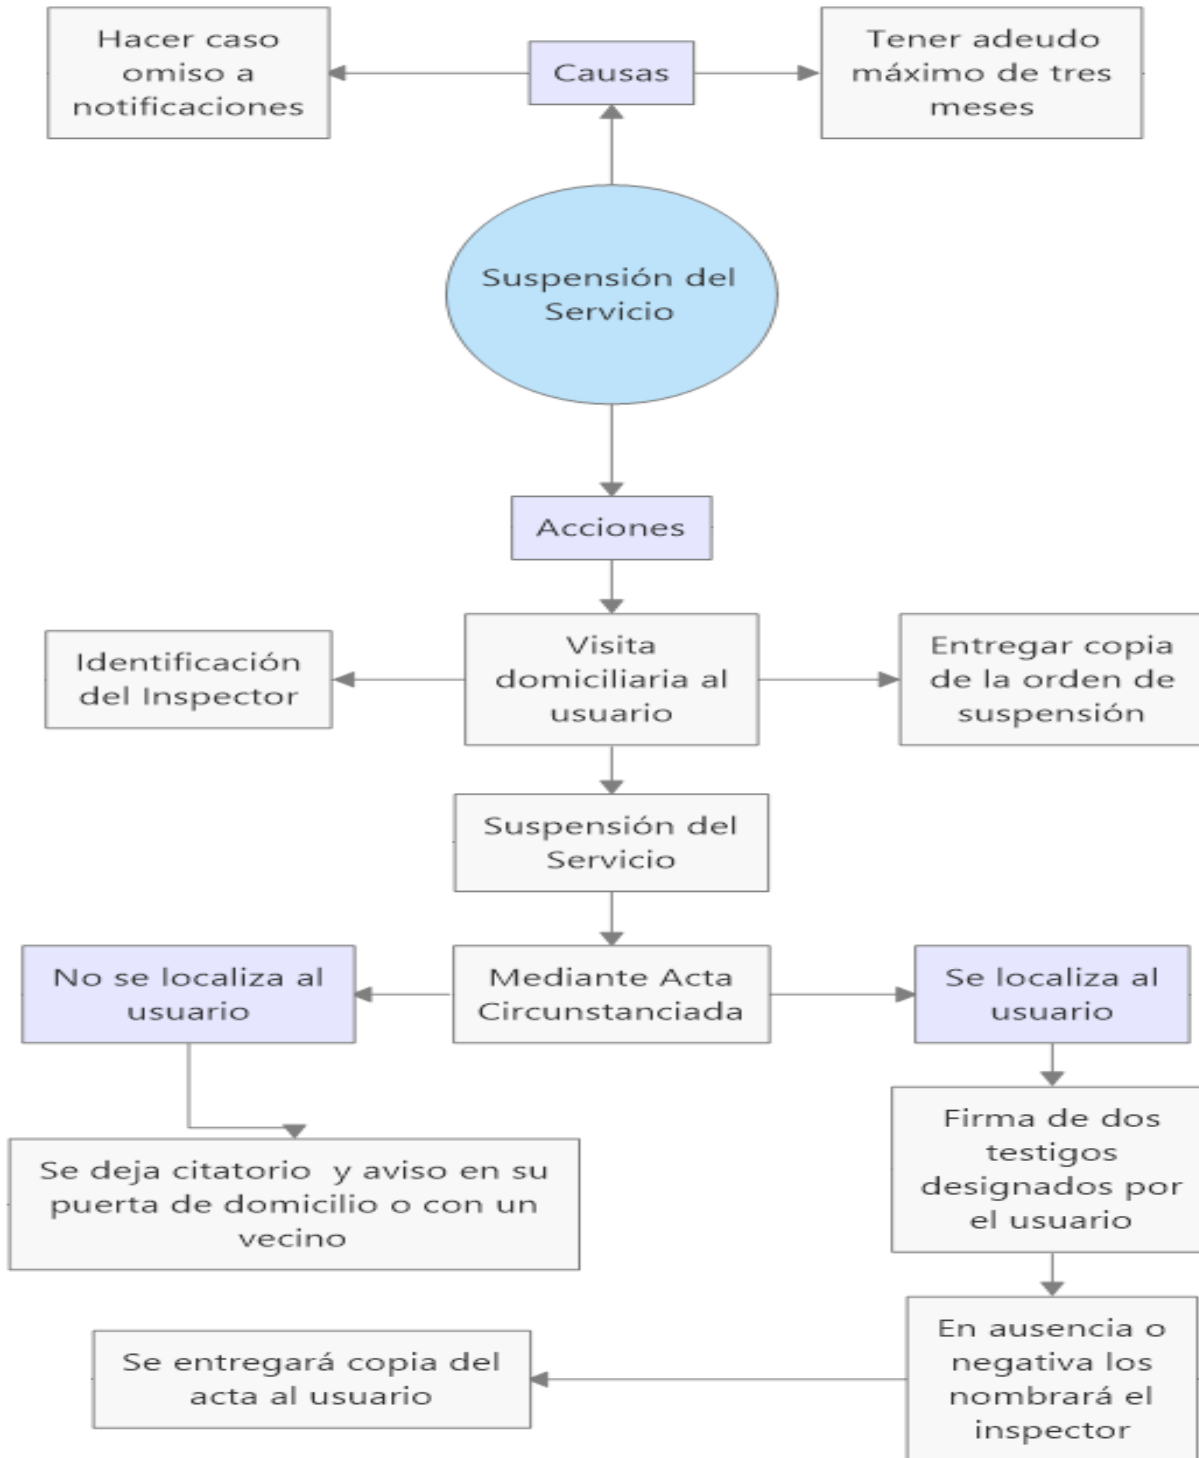 Hacer caso
omiso a
notificaciones
Causas
Tener adeudo
máximo de tres
meses
Suspensión del
Servicio
Acciones
Identificación
del Inspector
Visita
domiciliaria al
usuario
Entregar copia
de la orden de
suspensión
Suspensión del
Servicio
No se localiza al
usuario
Mediante Acta
Circunstanciada
Se localiza al
usuario
Se deja citatorio  y aviso en su
puerta de domicilio o con un
vecino
Firma de dos
testigos
designados por
el usuario
En ausencia o
negativa los
nombrará el
inspector
Se entregará copia del
acta al usuario